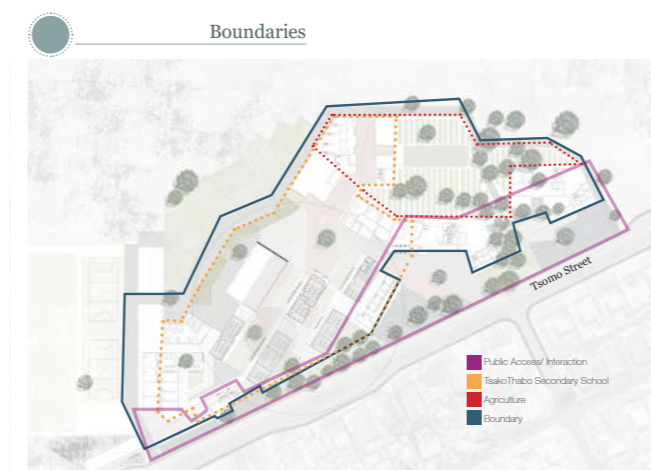 Boundaries
Tsomo Street
Public Access/ Interaction
TsakoThabo Secondary School
Agriculture
Boundary